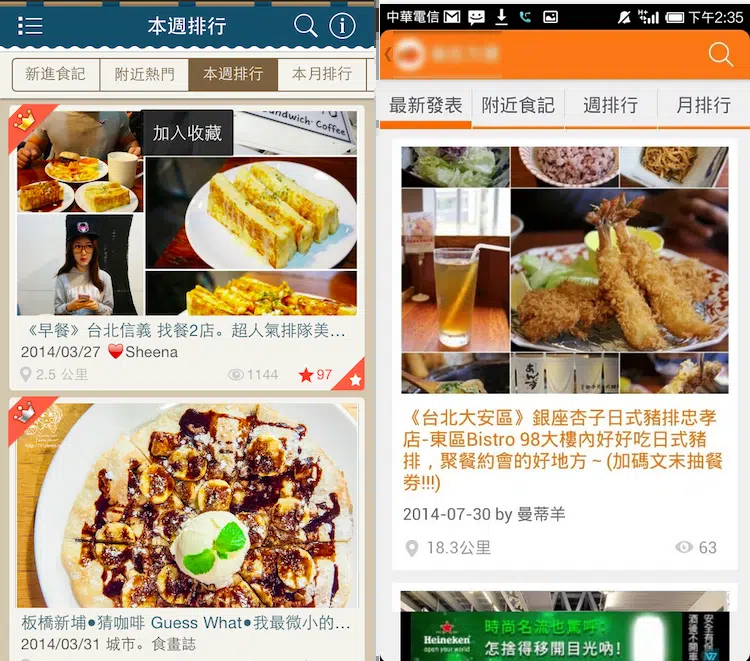 本週排行
新進食記
附近熱門
本週排行
本月排行
加入收藏
Sandwich· Coffee
《早餐》台北信義 找餐2店。超人氣排隊美…
2014/03/27 ❤️Sheena
2.5 公里
1144
97
板橋新埔●猜咖啡 Guess What●我最微小的…
2014/03/31 城市。食畫誌
中華電信
下午2:35
最新發表
附近食記
週排行
月排行
《台北大安區》銀座杏子日式豬排忠孝
店-東區Bistro 98大樓內好好吃日式豬
排，聚餐約會的好地方～(加碼文末抽餐
券!!!)
2014-07-30 by 曼蒂羊
18.3公里
63
Heineken
open your world
時尚名流也驚呼:
怎捨得移開目光吶!
安全有保
酒後不開車